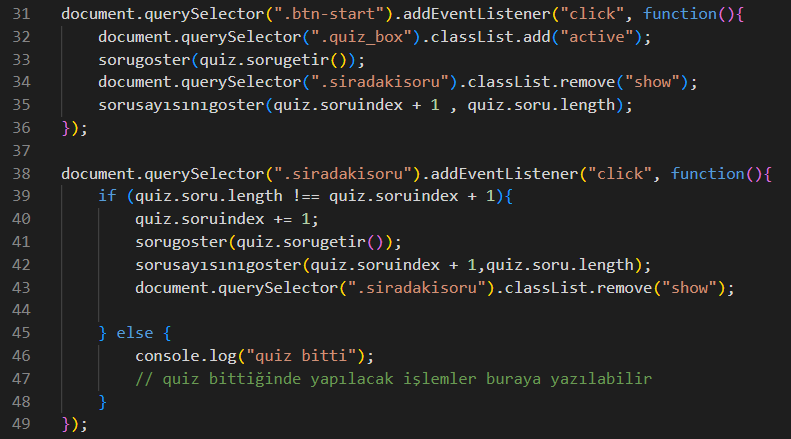 31 document.querySelector(".btn-start").addEventListener("click", function(){
32 document.querySelector(".quiz_box").classList.add("active");
33 sorugoster(quiz.sorugetir());
34 document.querySelector(".siradakisoru").classList.remove("show");
35 sorusayısınıgoster(quiz.soruindex + 1 , quiz.soru.length);
36 });
37
38 document.querySelector(".siradakisoru").addEventListener("click", function(){
39 if (quiz.soru.length !== quiz.soruindex + 1){
40 quiz.soruindex += 1;
41 sorugoster(quiz.sorugetir());
42 sorusayısınıgoster(quiz.soruindex + 1,quiz.soru.length);
43 document.querySelector(".siradakisoru").classList.remove("show");
44
45 } else {
46 console.log("quiz bitti");
47 // quiz bittiğinde yapılacak işlemler buraya yazılabilir
48 }
49 });